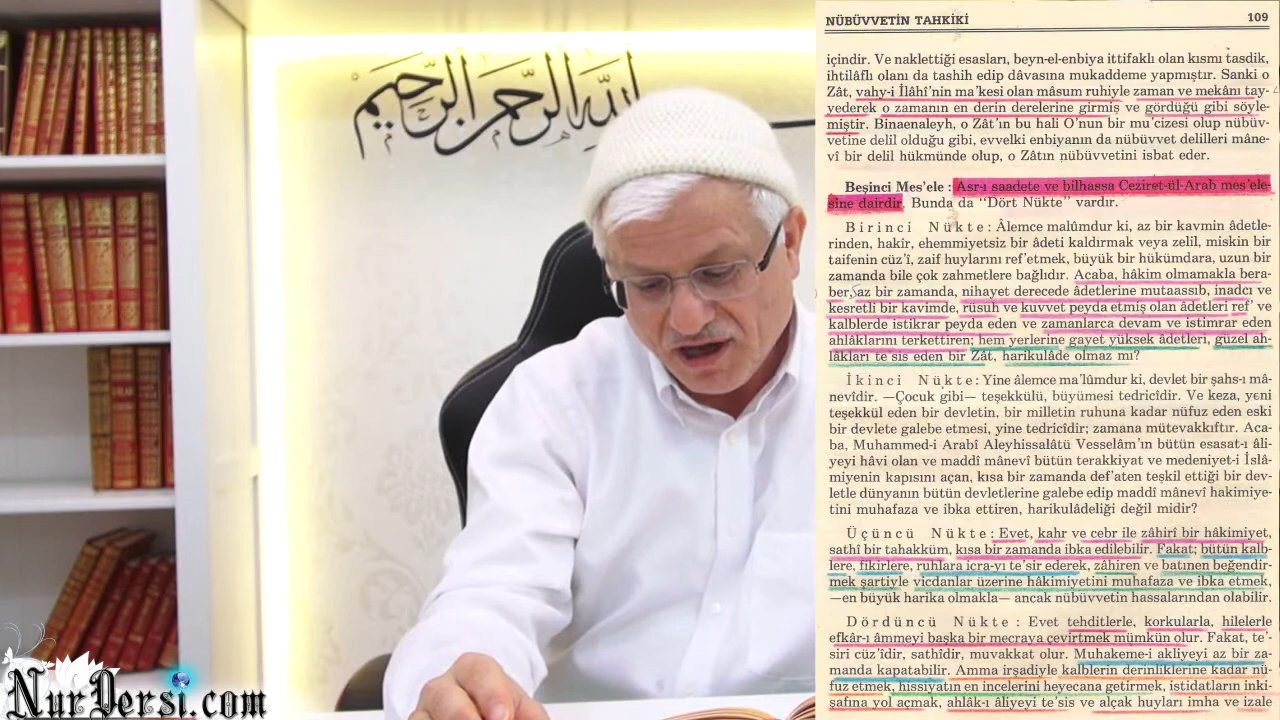 الله الرحمن الرحيم
NÜBÜVVETİN TAHKİKİ 109
içindir. Ve naklettiği esasları, beyn-el-enbiya ittifaklı olan kısmı tasdik,
ihtilâflı olanı da tashih edip dâvasına mukaddeme yapmıştır. Sanki o
Zât, vahy-i İlâhî'nin ma'kesi olan mâsum ruhiyle zaman ve mekânı tay-
yederek o zamanın en derin derelerine girmiş ve gördüğü gibi söyle-
miştir. Binaenaleyh, o Zât'ın bu hali O'nun bir mu'cizesi olup nübüv-
vetine delil olduğu gibi, evvelki enbiyanın da nübüvvet delilleri mâne-
vî bir delil hükmünde olup, o Zâtın nübüvvetini isbat eder.
Beşinci Mes'ele : Asr-ı saadete ve bilhassa Ceziret-ül-Arab mes'ele-
sine dairdir. Bunda da "Dört Nükte" vardır.
Birinci Nükte: Âlemce malûmdur ki, az bir kavmin âdetle-
rinden, hakîr, ehemmiyetsiz bir âdeti kaldırmak veya zelil, miskin bir
taifenin cüz'î, zaif huylarını ref'etmek, büyük bir hükümdara, uzun bir
zamanda bile çok zahmetlere bağlıdır. Acaba, hâkim olmamakla bera-
ber, az bir zamanda, nihayet derecede âdetlerine mutaassıb, inadcı ve
kesretli bir kavimde, rüsuh ve kuvvet peyda etmiş olan âdetleri ref' ve
kalblerde istikrar peyda eden ve zamanlarca devam ve istimrar eden
ahlâklarını terkettiren; hem yerlerine gayet yüksek âdetleri, güzel ah-
lâkları te'sis eden bir Zât, harikulâde olmaz mı?
İkinci Nükte: Yine âlemce ma'lûmdur ki, devlet bir şahs-ı mâ-
nevîdir. —Çocuk gibi— teşekkülü, büyümesi tedricîdir. Ve keza, yeni
teşekkül eden bir devletin, bir milletin ruhuna kadar nüfuz eden eski
bir devlete galebe etmesi, yine tedricîdir; zamana mütevakkıftır. Aca-
ba, Muhammed-i Arabî Aleyhissalâtü Vesselâm'ın bütün esasat-ı âli-
yeyi hâvi olan ve maddî mânevî bütün terakkiyat ve medeniyet-i İslâ-
miyenin kapısını açan, kısa bir zamanda def'aten teşkil ettiği bir dev-
letle dünyanın bütün devletlerine galebe edip maddî mânevî hakimiye-
tini muhafaza ve ibka ettiren, harikulâdeliği değil midir?
Üçüncü Nükte: Evet, kahr ve cebr ile zâhirî bir hâkimiyet,
sathî bir tahakküm, kısa bir zamanda ibka edilebilir. Fakat; bütün kalb-
lere, fikirlere, ruhlara icra-yı te'sir ederek, zâhiren ve batınen beğendir-
mek şartiyle vicdanlar üzerine hâkimiyetini muhafaza ve ibka etmek,
—en büyük harika olmakla— ancak nübüvvetin hassalarından olabilir.
Dördüncü Nükte : Evet tehditlerle, korkularla, hilelerle
efkâr-ı âmmeyi başka bir mecraya çevirtmek mümkün olur. Fakat, te'-
siri cüz'îdir, sathîdir, muvakkat olur. Muhakeme-i akliyeyi az bir za-
manda kapatabilir. Amma irşadiyle kalblerin derinliklerine kadar nü-
fuz etmek, hissiyatın en incelerini heyecana getirmek, istidatların inki-
şafına yol açmak, ahlâk-ı âliyeyi te'sis ve alçak huyları imha ve izale
NurDersi.com